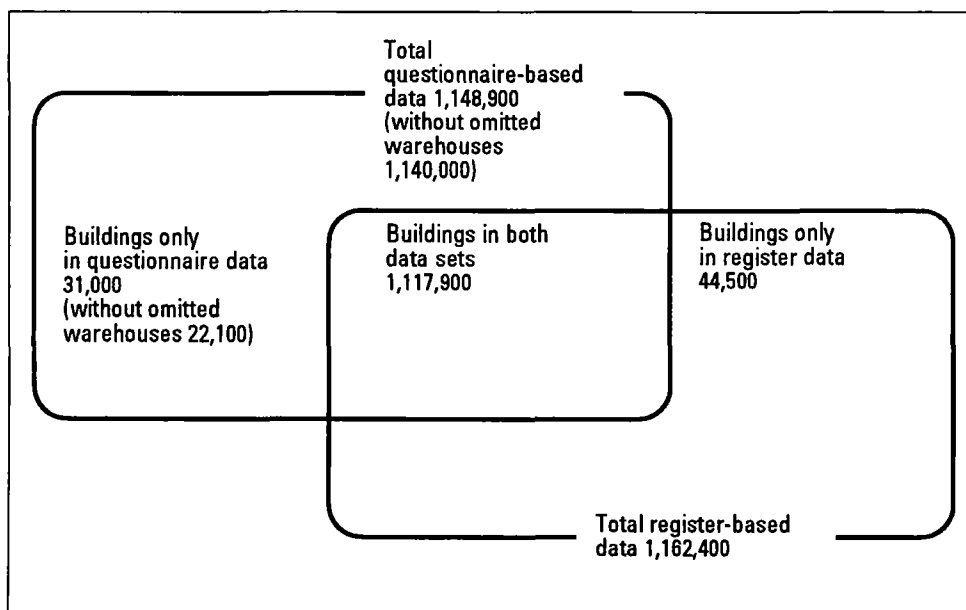 Total
questionnaire-based
data 1,148,900
(without omitted
warehouses
1,140,000)
Buildings only
in questionnaire data
31,000
(without omitted
warehouses 22,100)
Buildings in both
data sets
1,117,900
Buildings only
in register data
44,500
Total register-based
data 1,162,400